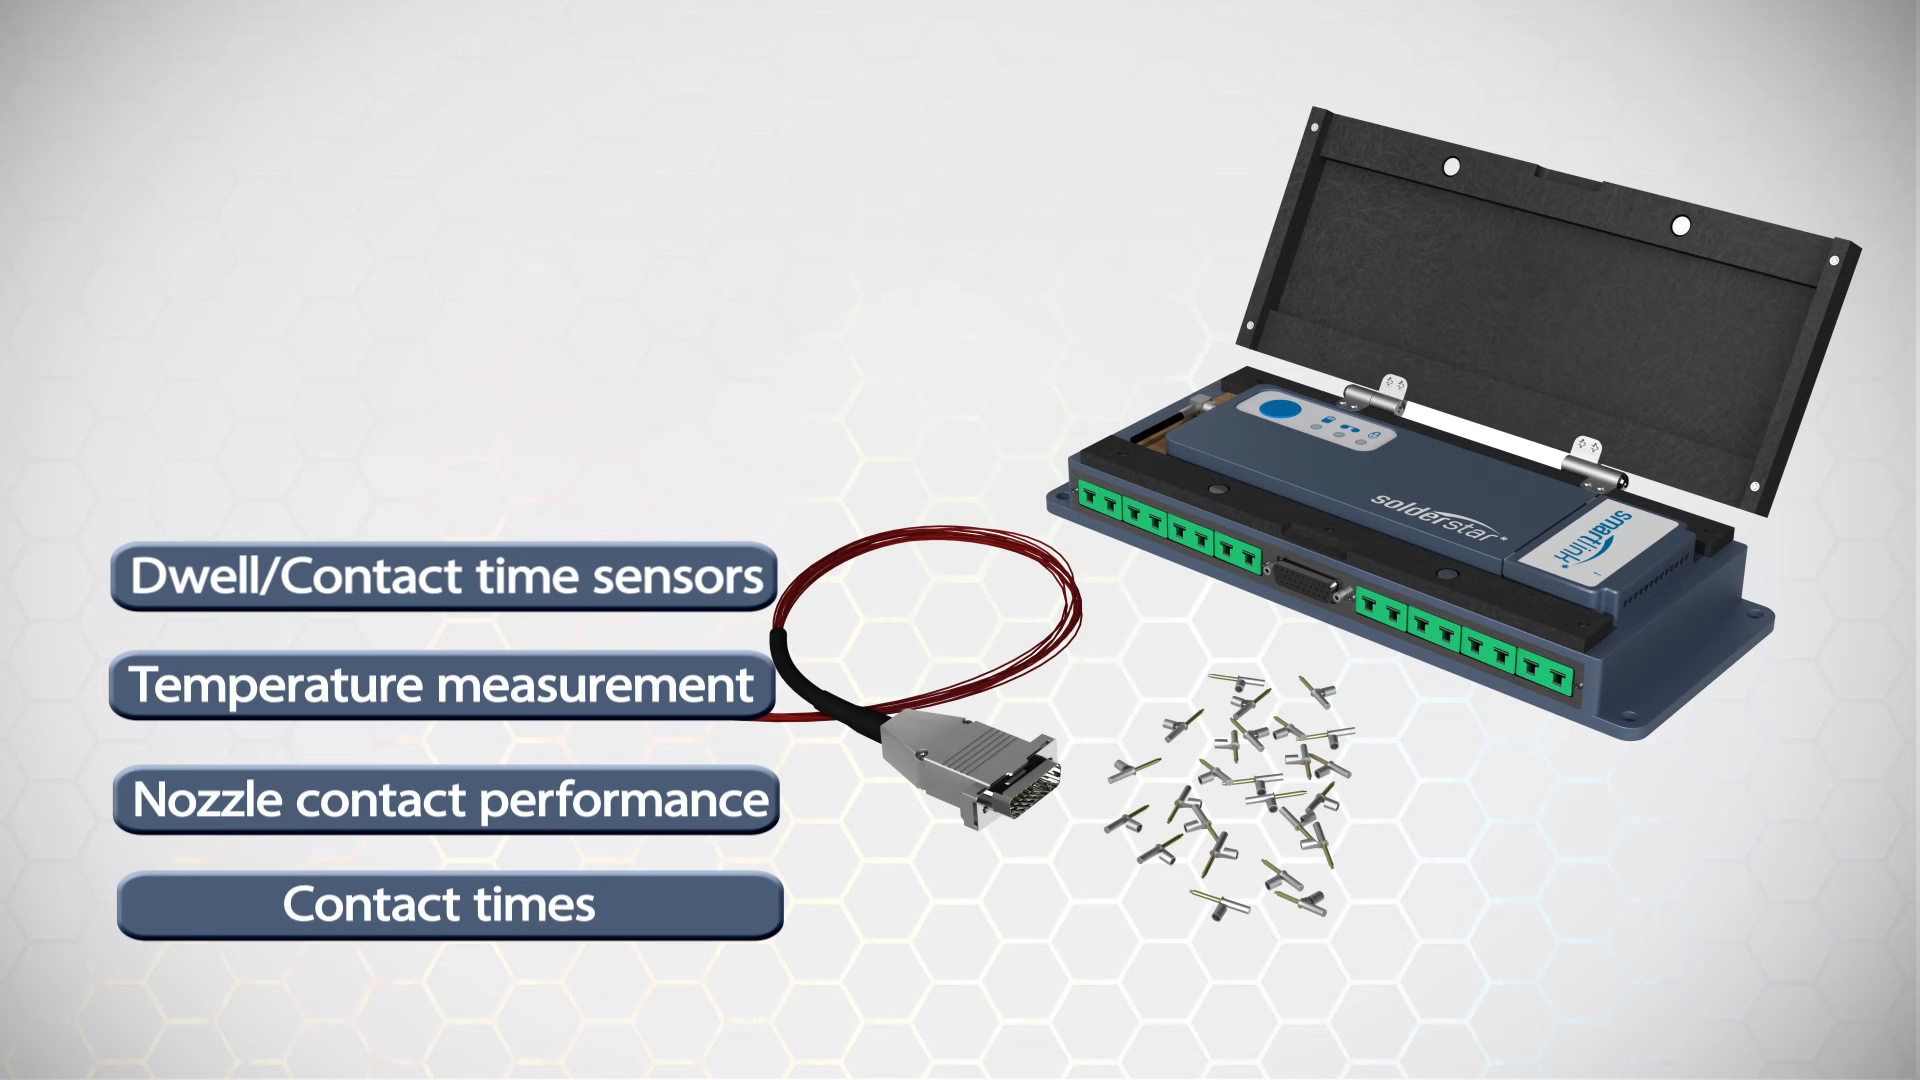 solderstar*
smartlink*
Dwell/Contact time sensors
Temperature measurement
Nozzle contact performance
Contact times